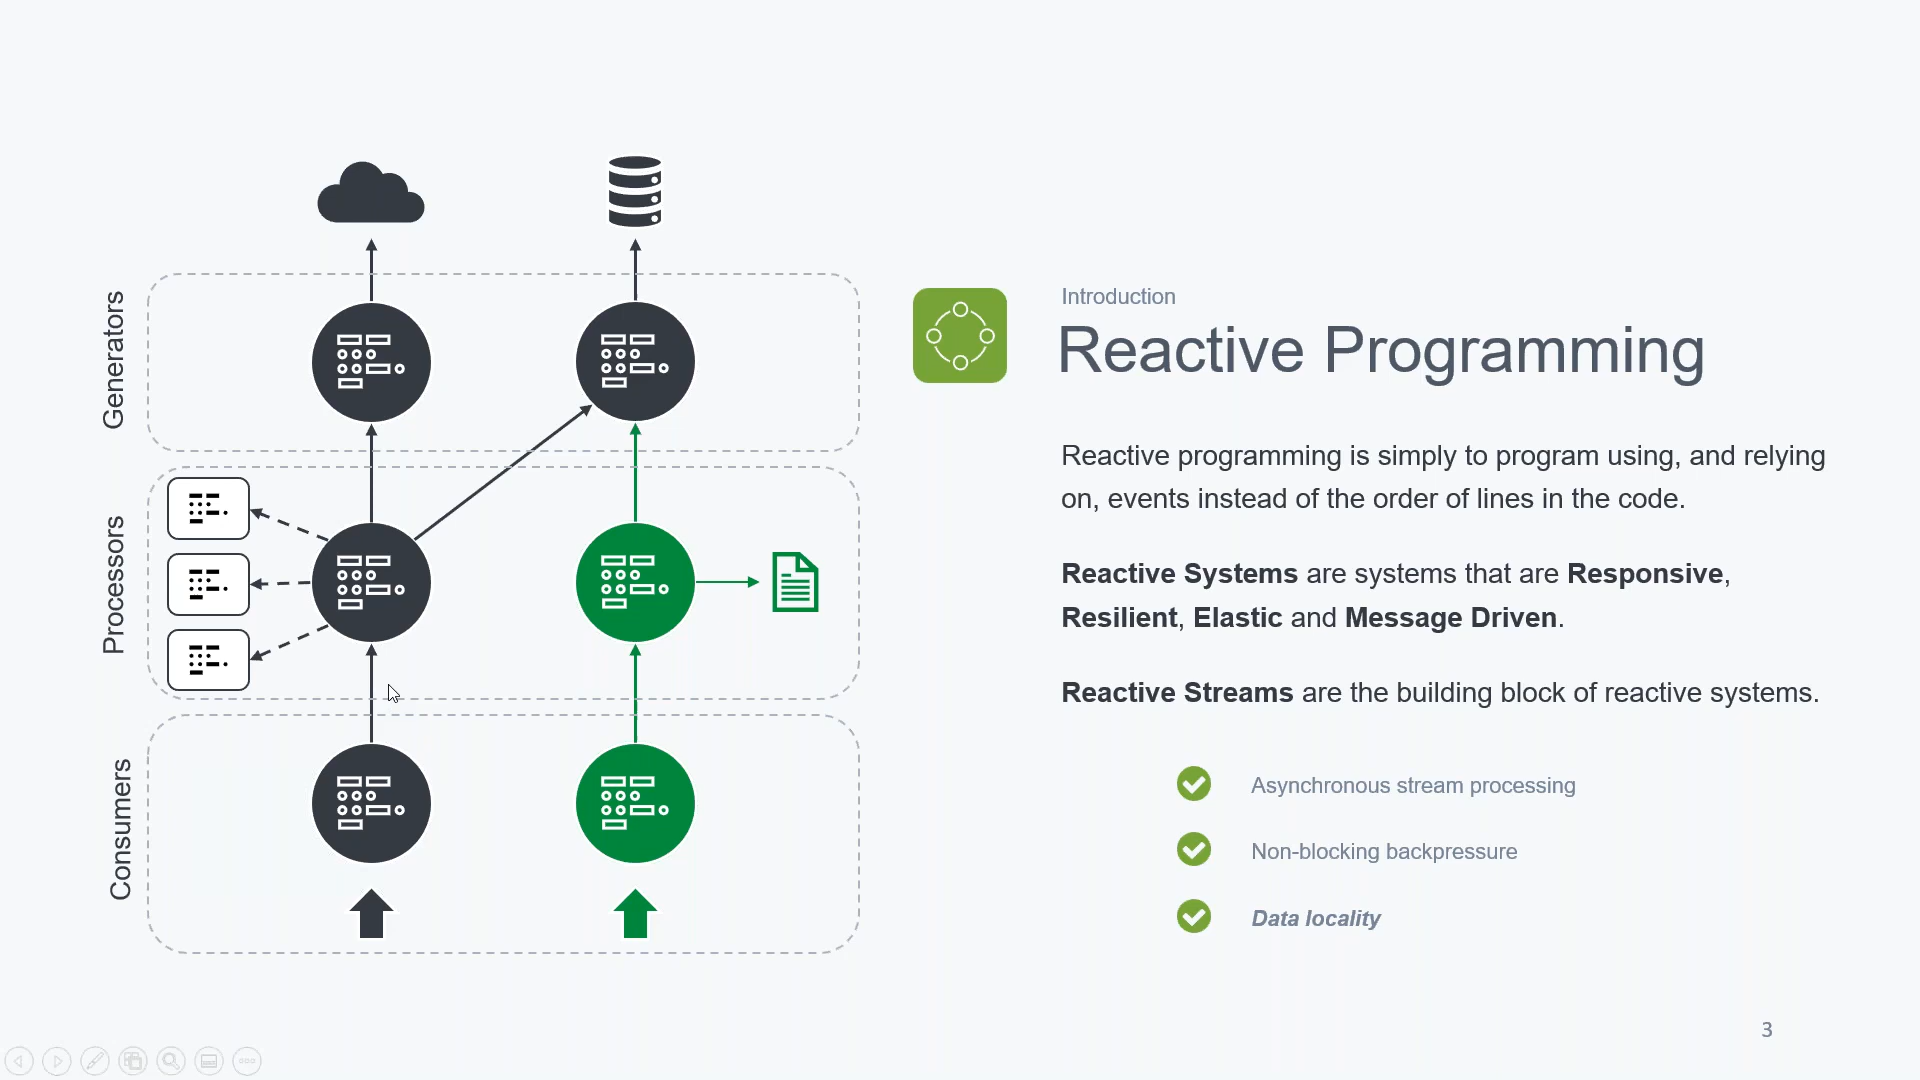 Generators
Processors
Consumers
Introduction
Reactive Programming
Reactive programming is simply to program using, and relying
on, events instead of the order of lines in the code.
Reactive Systems are systems that are Responsive,
Resilient, Elastic and Message Driven.
Reactive Streams are the building block of reactive systems.
Asynchronous stream processing
Non-blocking backpressure
Data locality
3